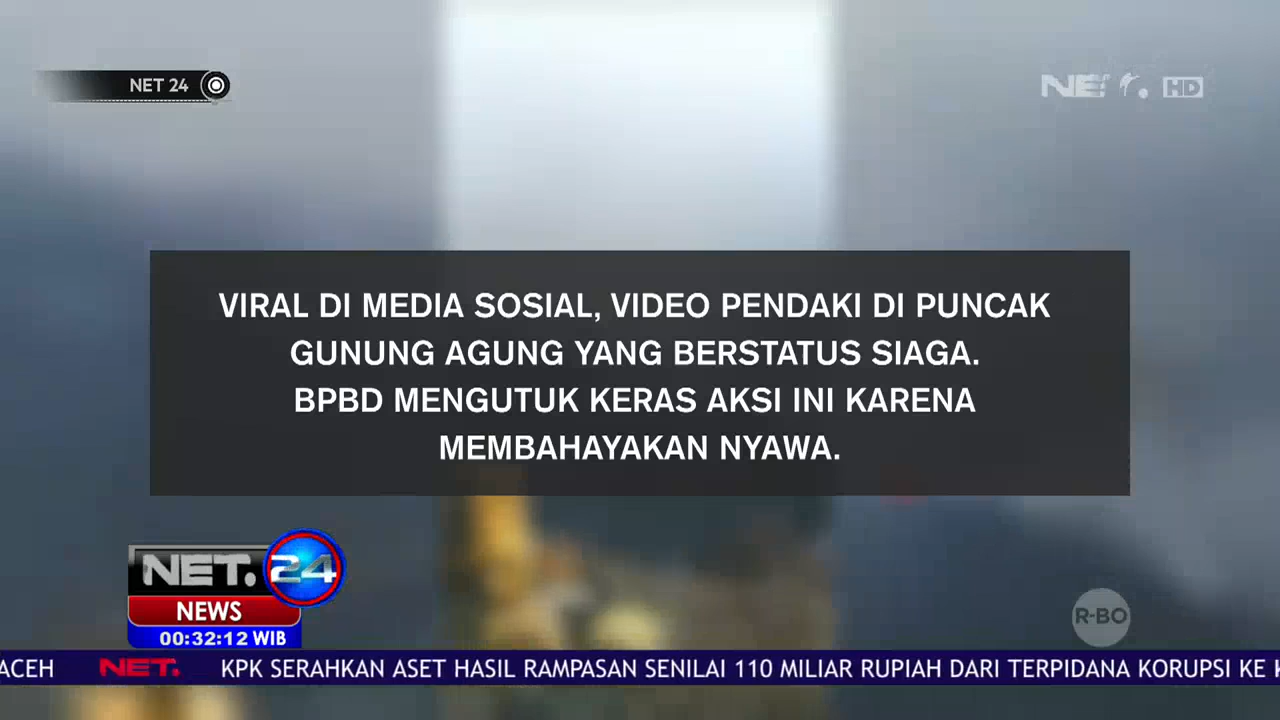 NET 24
NET. HD
VIRAL DI MEDIA SOSIAL, VIDEO PENDAKI DI PUNCAK
GUNUNG AGUNG YANG BERSTATUS SIAGA.
BPBD MENGUTUK KERAS AKSI INI KARENA
MEMBAHAYAKAN NYAWA.
NET. 24
NEWS
00:32:12 WIB
R-BO
ACEH NET. KPK SERAHKAN ASET HASIL RAMPASAN SENILAI 110 MILIAR RUPIAH DARI TERPIDANA KORUPSI KE